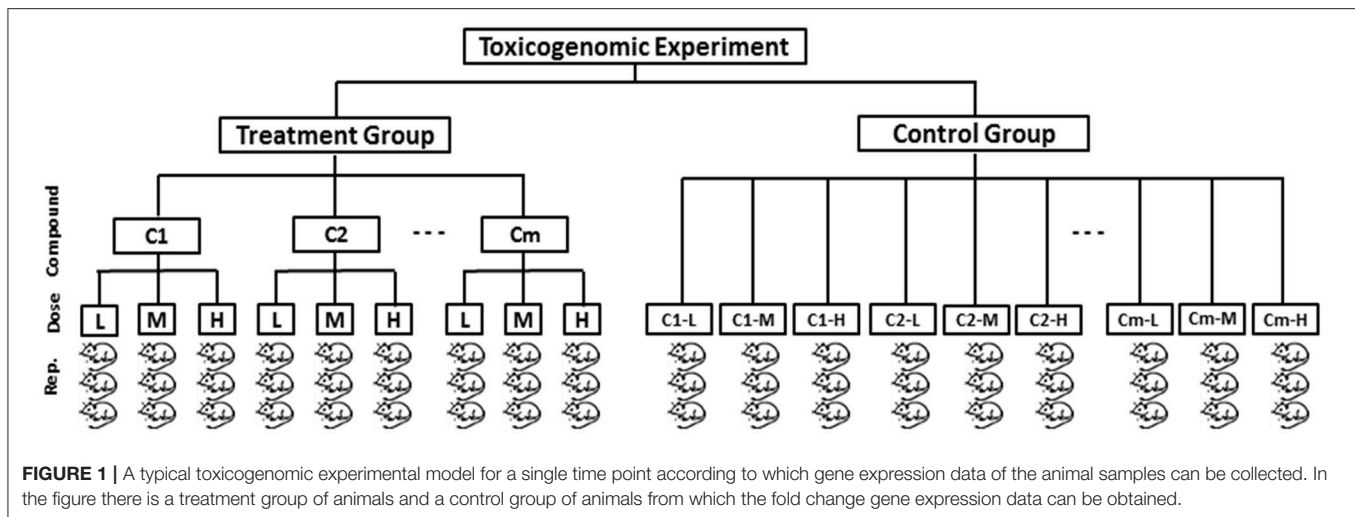 Toxicogenomic Experiment
Treatment Group
Control Group
Compound
C1
C2
---
Cm
---
Dose
L M H L M H L M H
C1-L C1-M C1-H C2-L C2-M C2-H Cm-L Cm-M Cm-H
Rep.
FIGURE 1 | A typical toxicogenomic experimental model for a single time point according to which gene expression data of the animal samples can be collected. In
the figure there is a treatment group of animals and a control group of animals from which the fold change gene expression data can be obtained.